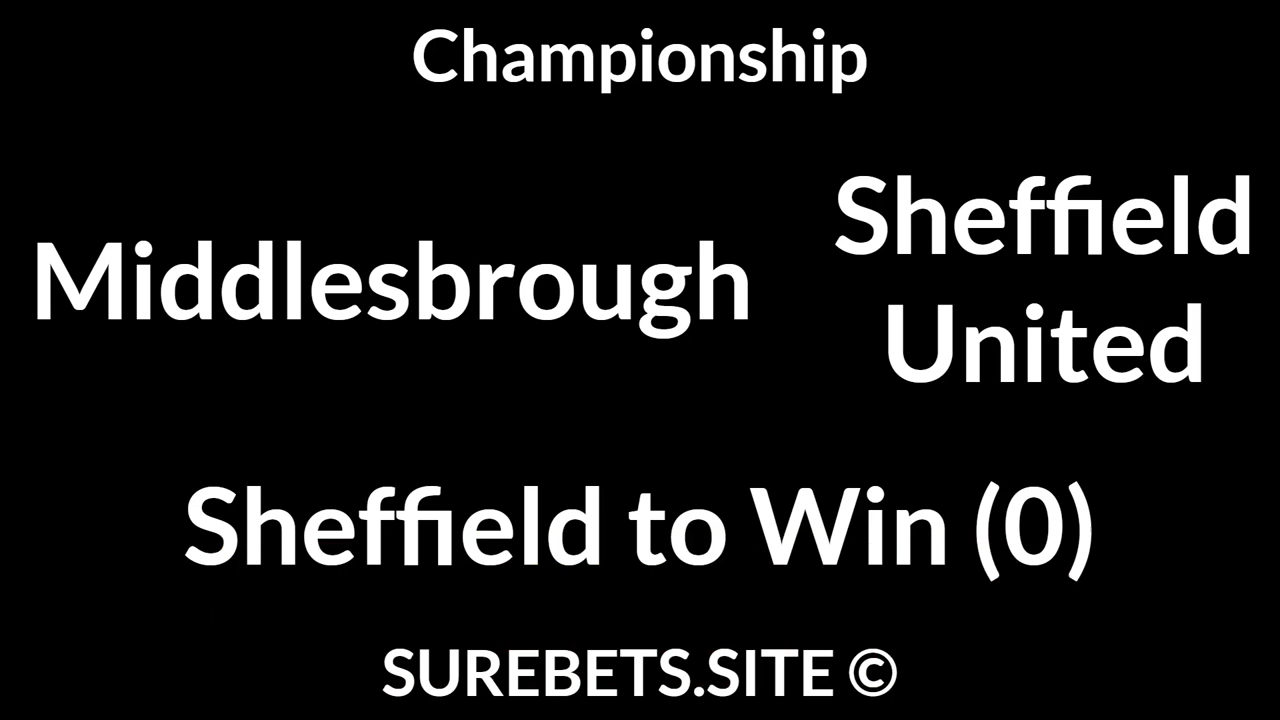 Championship
Middlesbrough
Sheffield
United
Sheffield to Win (0)
SUREBETS.SITE ©